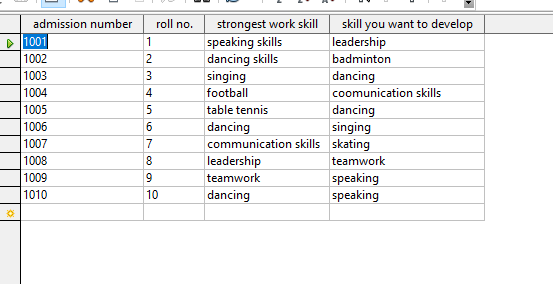 admission number roll no. strongest work skill skill you want to develop
1001 1 speaking skills leadership
1002 2 dancing skills badminton
1003 3 singing dancing
1004 4 football coomunication skills
1005 5 table tennis dancing
1006 6 dancing singing
1007 7 communication skills skating
1008 8 leadership teamwork
1009 9 teamwork speaking
1010 10 dancing speaking